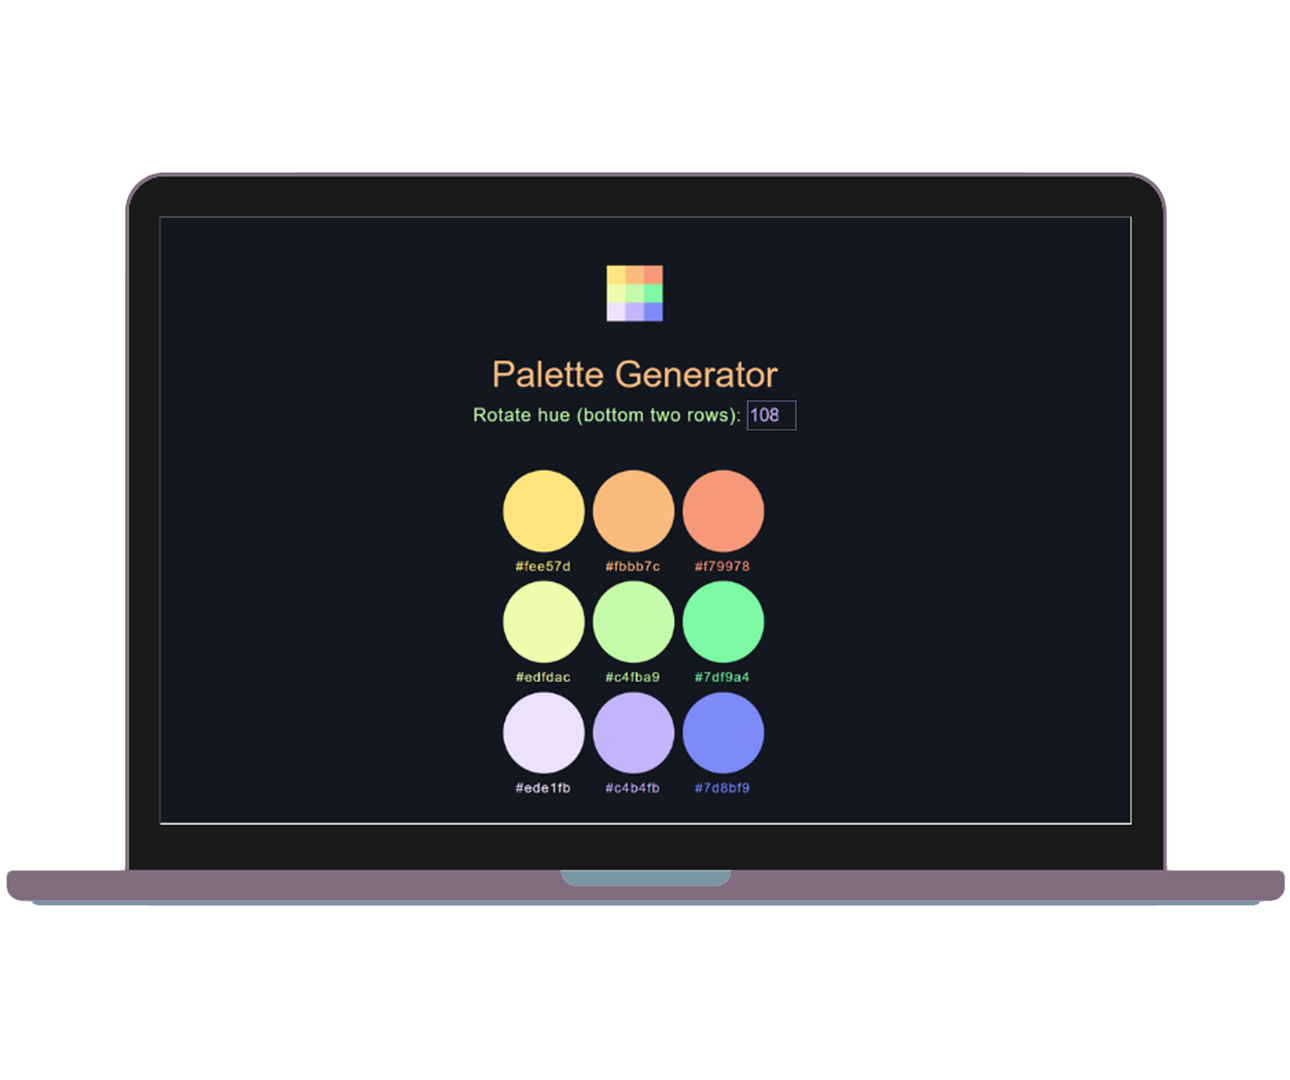 Palette Generator
Rotate hue (bottom two rows): 108
#fee57d #fbbb7c #f79978
#edfdac #c4fba9 #7df9a4
#ede1fb #c4b4fb #7d8bf9